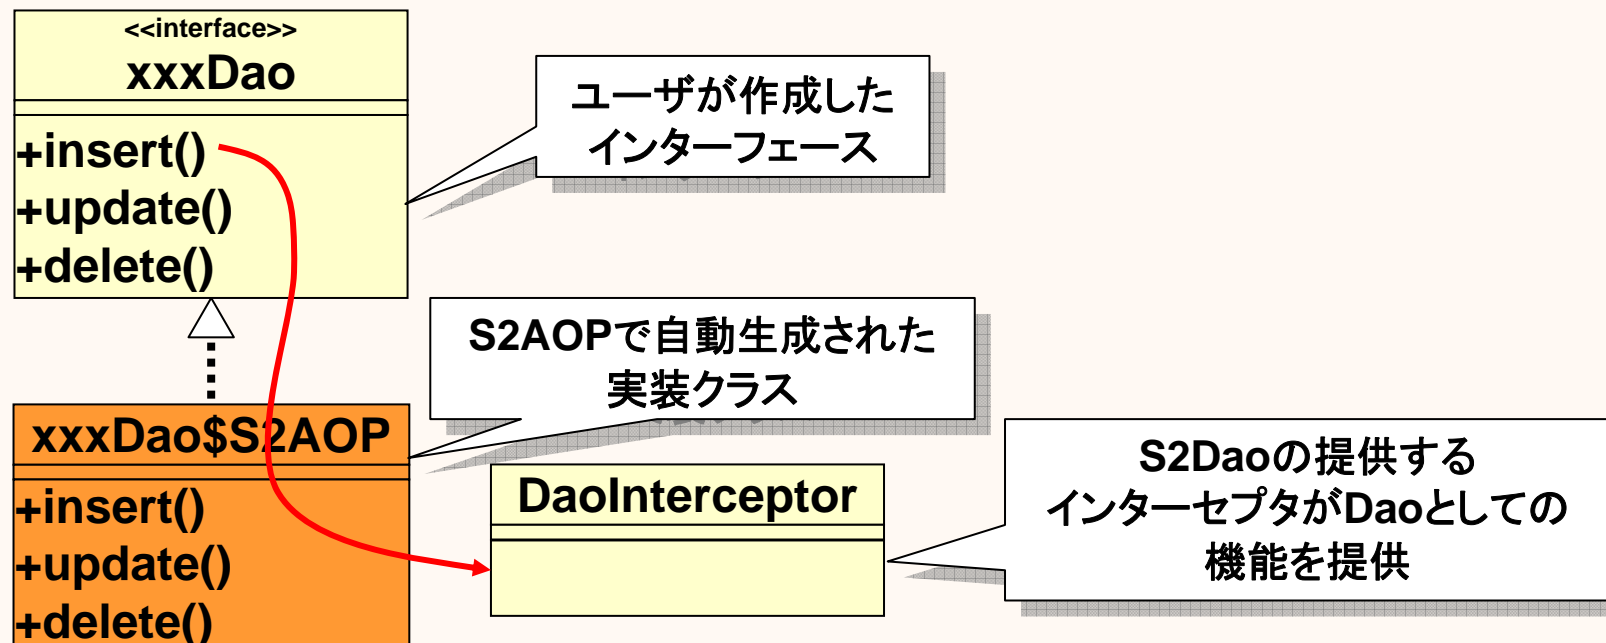 <<interface>>
xxxDao
+insert()
+update()
+delete()
ユーザが作成した
インターフェース
S2AOPで自動生成された
実装クラス
xxxDao$S2AOP
+insert()
+update()
+delete()
DaoInterceptor
S2Daoの提供する
インターセプタがDaoとしての
機能を提供